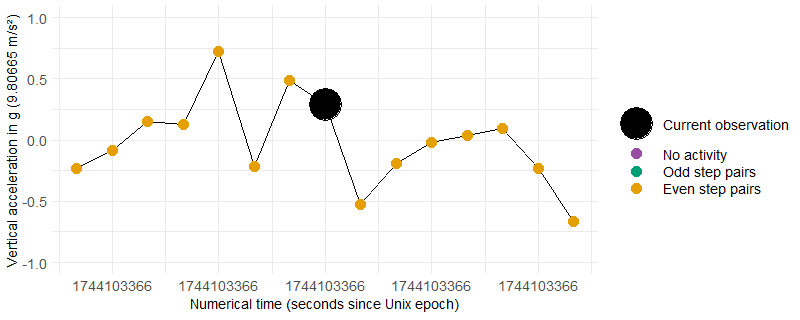 Vertical acceleration in g (9.80665 m/s²)
1.0
0.5
0.0
-0.5
-1.0
1744103366 1744103366 1744103366 1744103366 1744103366
Numerical time (seconds since Unix epoch)
Current observation
No activity
Odd step pairs
Even step pairs